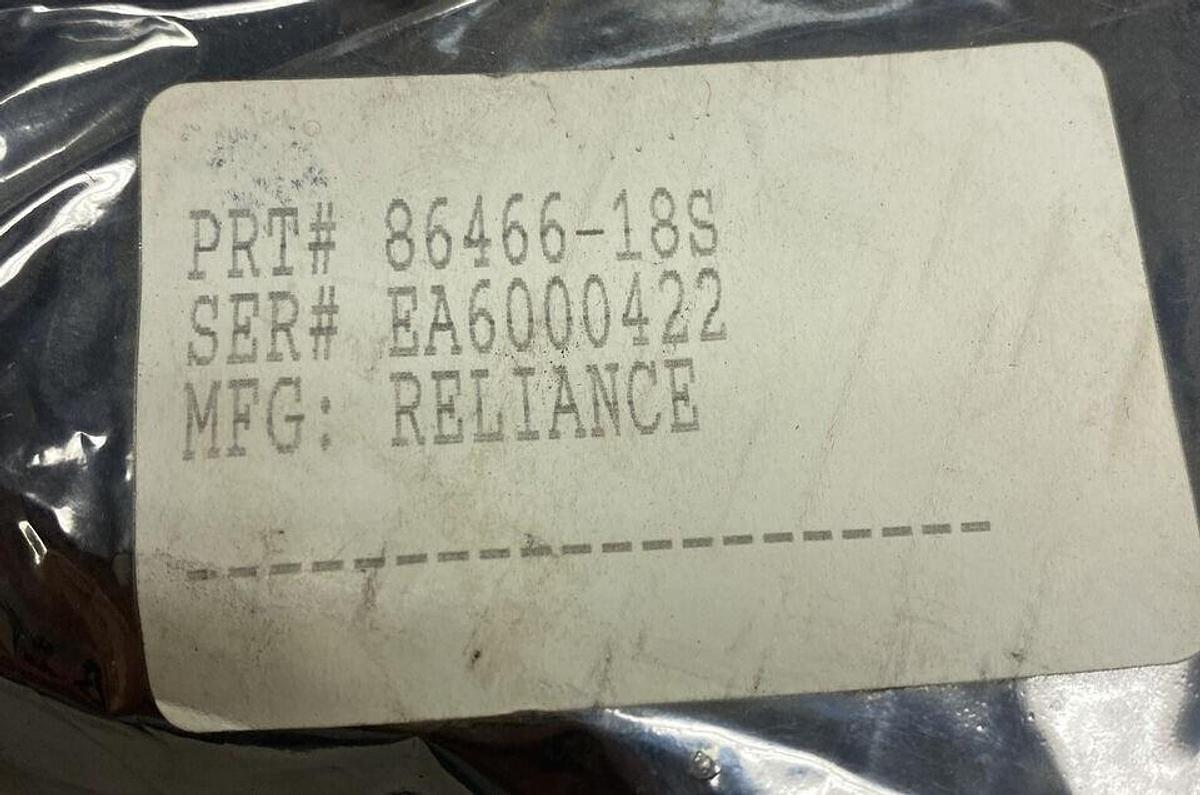 PRT# 86466-18S
SER# EA6000422
MFG: RELIANCE
--------------------